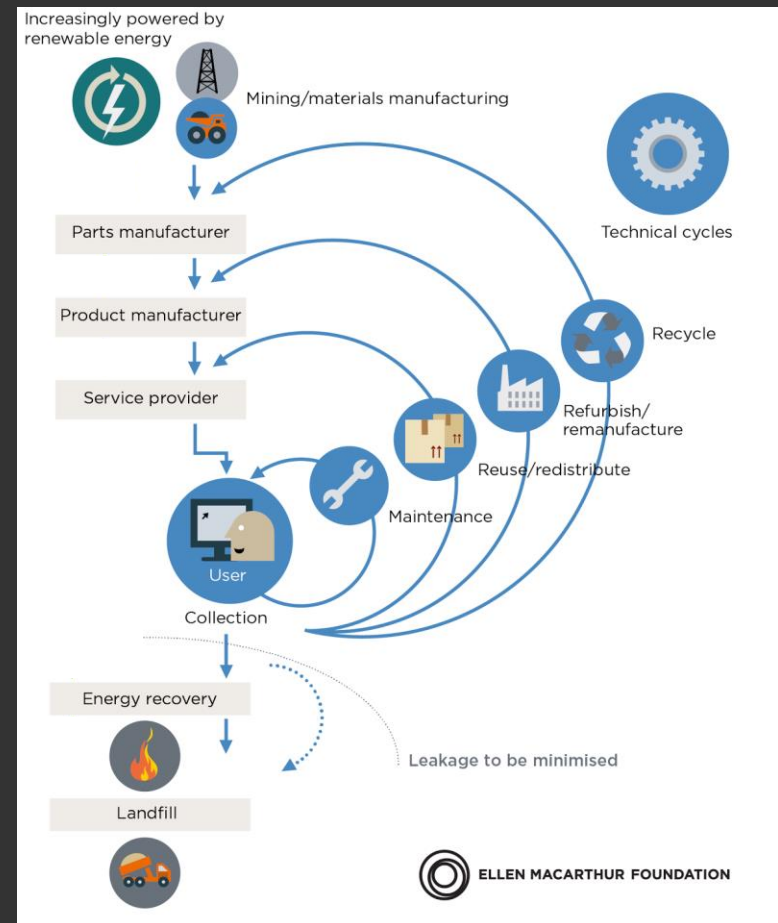 Increasingly powered by
renewable energy
Mining/materials manufacturing
Technical cycles
Parts manufacturer
Product manufacturer
Recycle
Service provider
Refurbish/
remanufacture
Reuse/redistribute
Maintenance
User
Collection
Energy recovery
Leakage to be minimised
Landfill
ELLEN MACARTHUR FOUNDATION